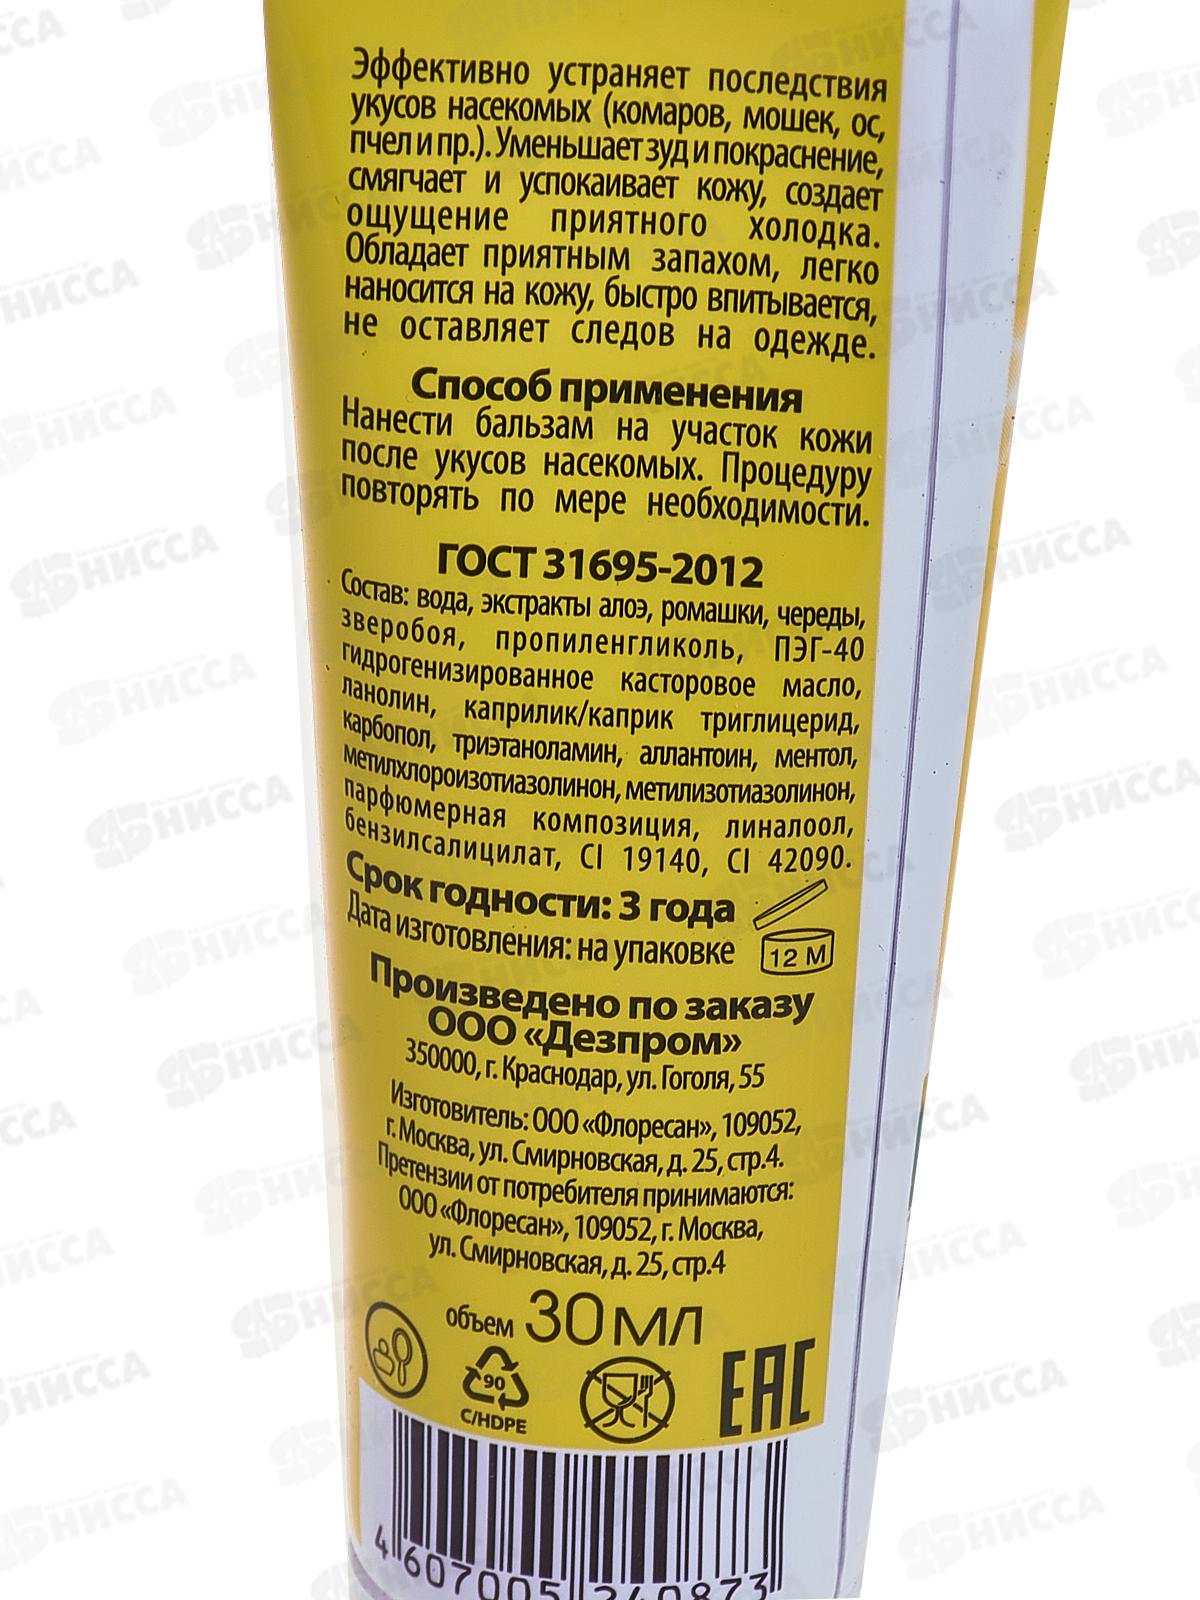 Эффективно устраняет последствия
укусов насекомых (комаров, мошек, ос,
пчел и пр.). Уменьшает зуд и покраснение,
смягчает и успокаивает кожу, создает
ощущение приятного холодка.
Обладает приятным запахом, легко
наносится на кожу, быстро впитывается,
не оставляет следов на одежде.
Способ применения
Нанести бальзам на участок кожи
после укусов насекомых. Процедуру
повторять по мере необходимости.
ГОСТ 31695-2012
Состав: вода, экстракты алоэ, ромашки, череды,
зверобоя, пропиленгликоль, ПЭГ-40
гидрогенизированное касторовое масло,
ланолин, каприлик/каприк триглицерид,
карбопол, триэтаноламин, аллантоин, ментол,
метилхлороизотиазолинон, метилизотиазолинон,
парфюмерная композиция, линалоол,
бензилсалицилат, CI 19140, CI 42090.
Срок годности: 3 года
Дата изготовления: на упаковке
12 M
Произведено по заказу
ООО «Дезпром»
350000, г. Краснодар, ул. Гоголя, 55
Изготовитель: ООО «Флоресан», 109052,
г. Москва, ул. Смирновская, д. 25, стр.4.
Претензии от потребителя принимаются:
ООО «Флоресан», 109052, г. Москва,
ул. Смирновская, д. 25, стр.4
объем 30 мл
90
C/HDPE
EAC
4 607005 240873
НИССА